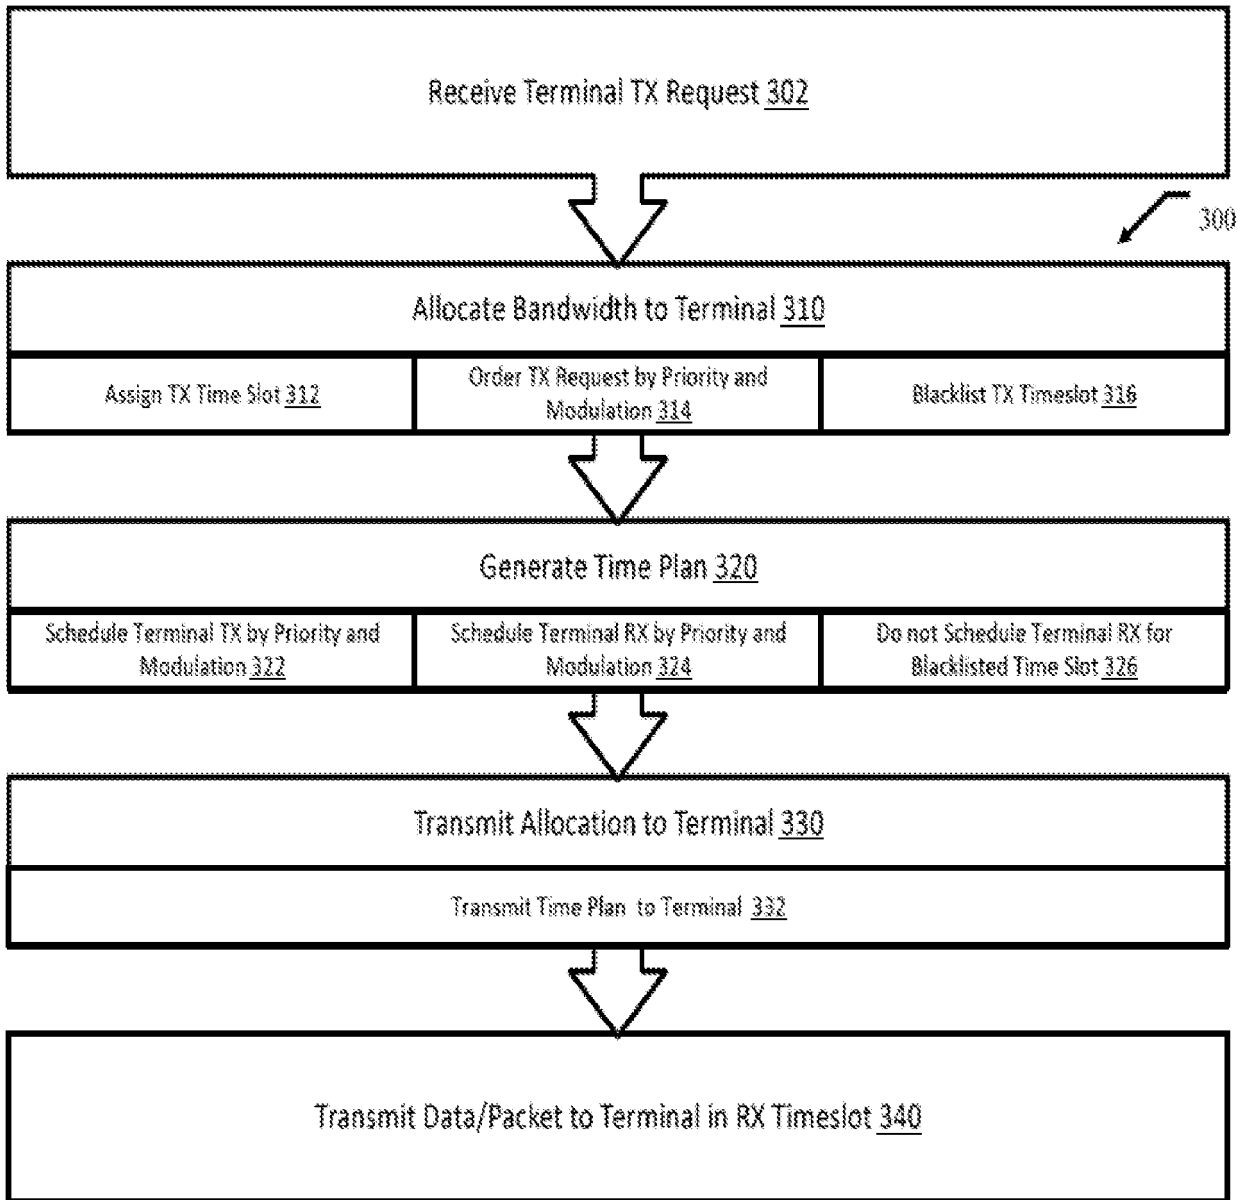 Receive Terminal TX Request 302
300
Allocate Bandwidth to Terminal 310
Assign TX Time Slot 312
Order TX Request by Priority and
Modulation 314
Blacklist TX Timeslot 316
Generate Time Plan 320
Schedule Terminal TX by Priority and
Modulation 322
Schedule Terminal RX by Priority and
Modulation 324
Do not Schedule Terminal RX for
Blacklisted Time Slot 326
Transmit Allocation to Terminal 330
Transmit Time Plan to Terminal 332
Transmit Data/Packet to Terminal in RX Timeslot 340